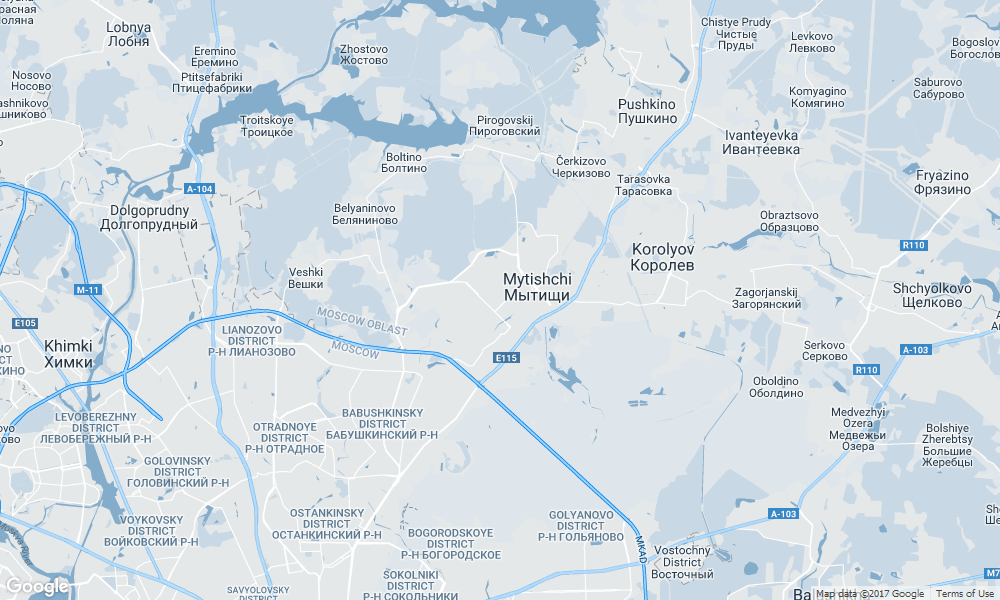 Lobnya
Лобня
расная
Поляна
Eremino
Еремино
Zhostovo
Жостово
Chistye Prudy
Чистые
Пруды
Levkovo
Левково
Bogoslov
Богослов
Nosovo
Носово
Ptitsefabriki
Птицефабрики
Saburovo
Сабурово
ashnikovo
шниково
Komyagino
Комягино
Pushkino
Пушкино
Troitskoye
Троицкое
Pirogovskij
Пироговский
Ivanteyevka
Ивантеевка
Boltino
Болтино
Čerkizovo
Черкизово
Tarasovka
Тарасовка
Fryazino
Фрязино
A-104
Dolgoprudny
Долгопрудный
Belyaninovo
Беляниново
Obraztsovo
Образцово
R110
Korolyov
Королев
Veshki
Вешки
Mytishchi
Мытищи
M-11
Zagorjanskij
Загорянский
Shchyolkovo
Щелково
E105
MOSCOW OBLAST
MOSCOW
LIANOZOVO
DISTRICT
Р-Н ЛИАНОЗОВО
Khimki
Химки
E115
Serkovo
Серково
A-103
R110
Oboldino
Оболдино
LEVOBEREZHNY
DISTRICT
ЛЕВОБЕРЕЖНЫЙ Р-Н
OTRADNOYE
DISTRICT
Р-Н ОТРАДНОЕ
BABUSHKINSKY
DISTRICT
БАБУШКИНСКИЙ Р-Н
Medvezhyi
Ozera
Медвежьи
Озера
Bolshiye
Zherebtsy
Большие
Жеребцы
GOLOVINSKY
DISTRICT
ГОЛОВИНСКИЙ Р-Н
VOYKOVSKY
DISTRICT
ВОЙКОВСКИЙ Р-Н
OSTANKINSKY
DISTRICT
ОСТАНКИНСКИЙ Р-Н
BOGORODSKOYE
DISTRICT
Р-Н БОГОРОДСКОЕ
GOLYANOVO
DISTRICT
Р-Н ГОЛЬЯНОВО
A-103
MKAD
Vostochny
District
Восточный
SOKOLNIKI
DISTRICT
Р-Н СОКОЛЬНИКИ
SAVYOLOVSKY
DISTRICT
M7
Google
Map data ©2017 Google
Terms of Use